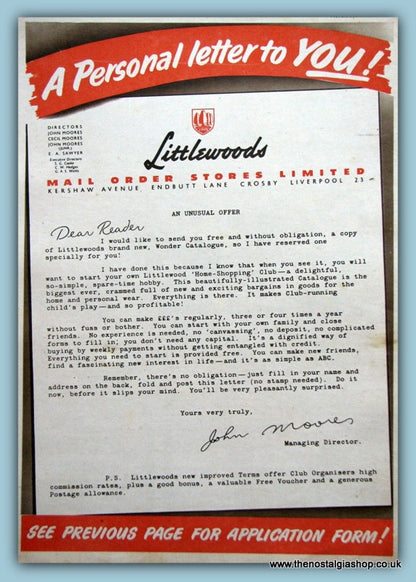 A Personal letter to YOU!
DIRECTORS
JOHN MOORES
CECIL MOORES
JOHN MOORES
(JUNR.)
E. A. SAWYER
Executive Directors
Littlewoods
MAIL ORDER STORES LIMITED
KERSHAW AVENUE, ENDBUTT LANE CROSBY LIVERPOOL 23
AN UNUSUAL OFFER
Dear Reader
I would like to send you free and without obligation, a copy
of Littlewoods brand new, Wonder Catalogue, so I have reserved one
specially for you!
I have done this because I know that when you see it, you will
want to start your own Littlewood 'Home-Shopping' Club—a delightful,
so-simple, spare-time hobby. This beautifully-illustrated Catalogue is the
biggest ever, crammed full of new and exciting bargains in goods for the
home and personal wear. Everything is there. It makes Club-running
child's play—and so profitable!
You can make £££'s regularly, three or four times a year
without fuss or bother. You can start with your own family and close
friends. No experience is needed, no 'canvassing', no deposit, no complicated
forms to fill in; you don't need any capital. It's a dignified way of
buying by weekly payments without getting entangled with credit.
Everything you need to start is provided free. You can make new friends,
find a fascinating new interest in life—and it's as simple as ABC.
Remember, there's no obligation—just fill in your name and
address on the back, fold and post this letter (no stamp needed). Do it
now, before it slips your mind. You'll be very pleasantly surprised.
Yours very truly,
John Moores
Managing Director.
P.S. Littlewoods new improved Terms offer Club Organisers high
commission rates, plus a good bonus, a valuable Free Voucher and a generous
Postage allowance.
SEE PREVIOUS PAGE FOR APPLICATION FORM!
www.thenostalgiashop.co.uk